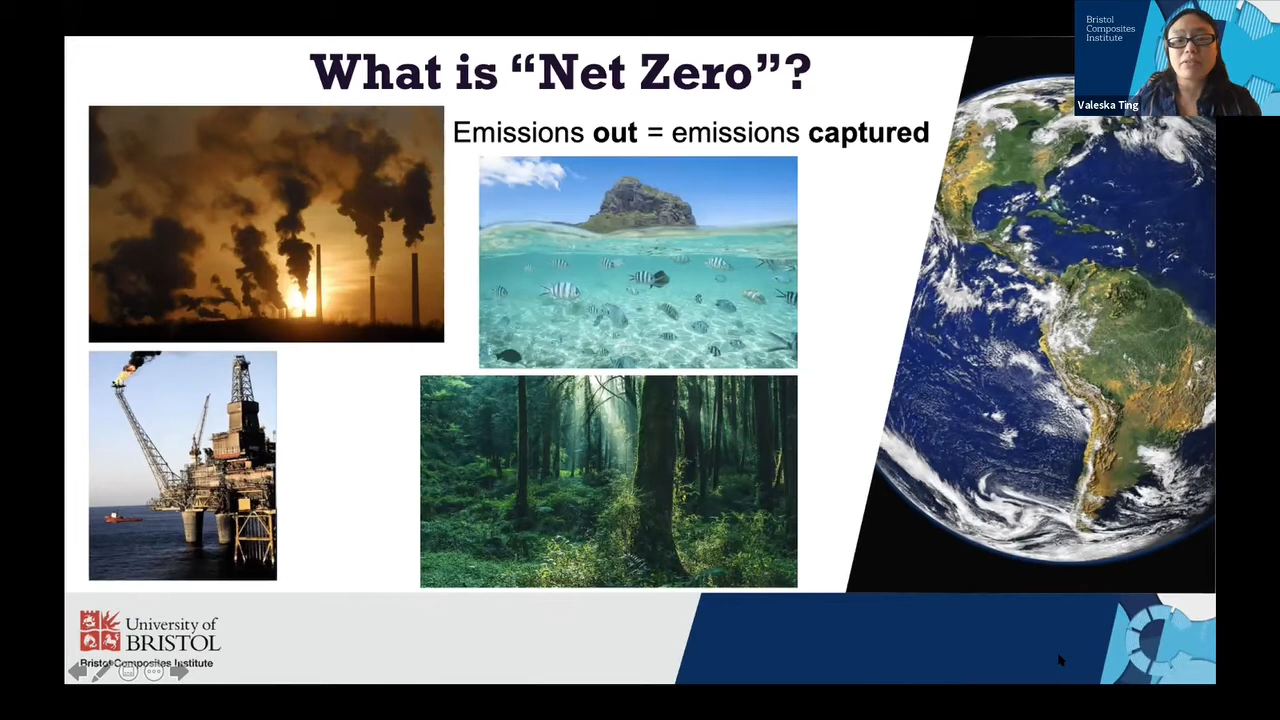 What is “Net Zero”?
Emissions out = emissions captured
Bristol
Composites
Institute
Valeska Ting
University of
BRISTOL
Bristol Composites Institute